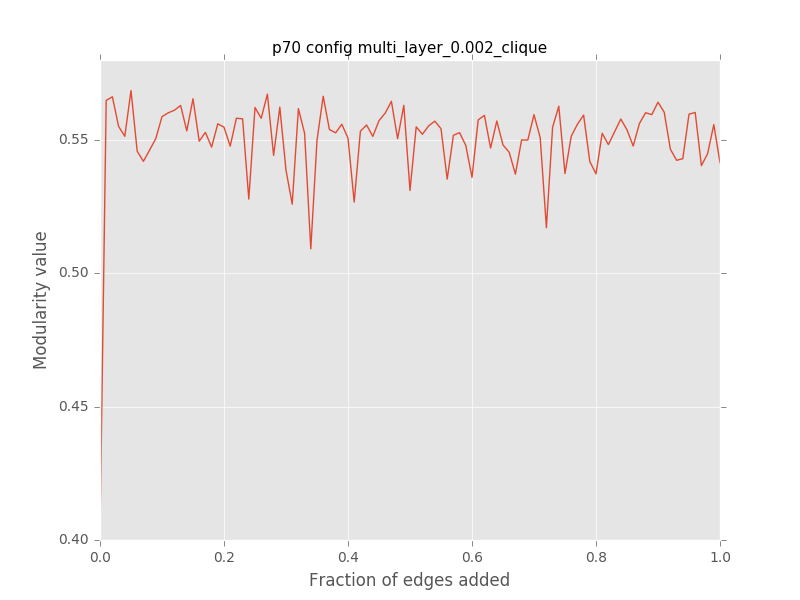 p70 config multi_layer_0.002_clique
Modularity value
0.55
0.50
0.45
0.40
0.0 0.2 0.4 0.6 0.8 1.0
Fraction of edges added